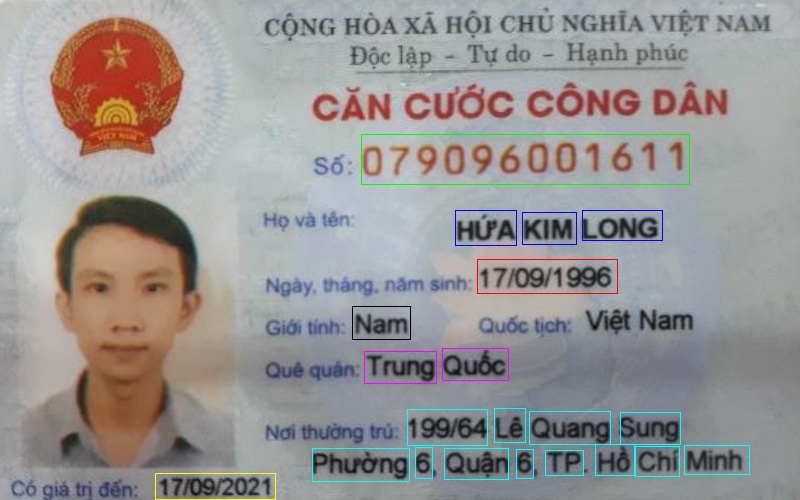 CỘNG HÒA XÃ HỘI CHỦ NGHĨA VIỆT NAM
Độc lập - Tự do - Hạnh phúc
CĂN CƯỚC CÔNG DÂN
Số: 079096001611
Họ và tên: HỨA KIM LONG
Ngày, tháng, năm sinh: 17/09/1996
Giới tính: Nam Quốc tịch: Việt Nam
Quê quán: Trung Quốc
Nơi thường trú: 199/64 Lê Quang Sung
Phường 6, Quận 6, TP. Hồ Chí Minh
Có giá trị đến: 17/09/2021